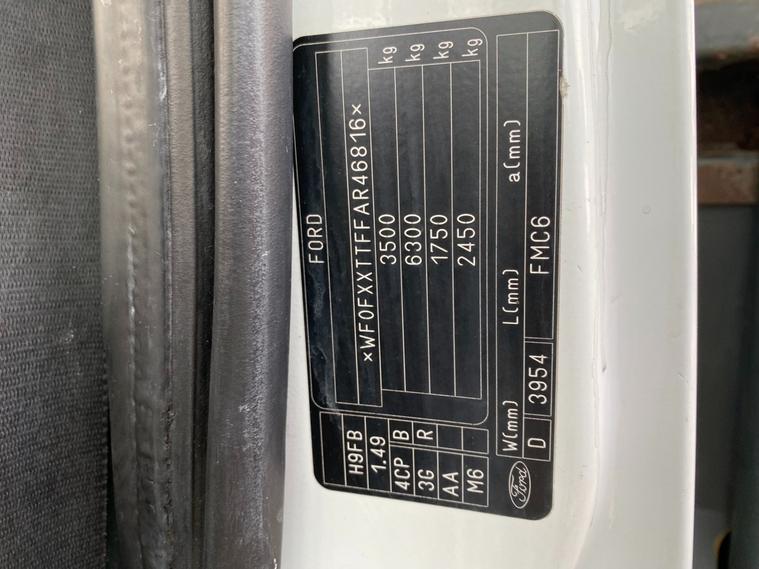 FORD
×WF0FXXTTFFAR46816×
3500 kg
6300 kg
1750 kg
2450 kg
H9FB
1.49
4CP B
3G R
AA
M6
W(mm) L(mm) a(mm)
D 3954 FMC6
Ford